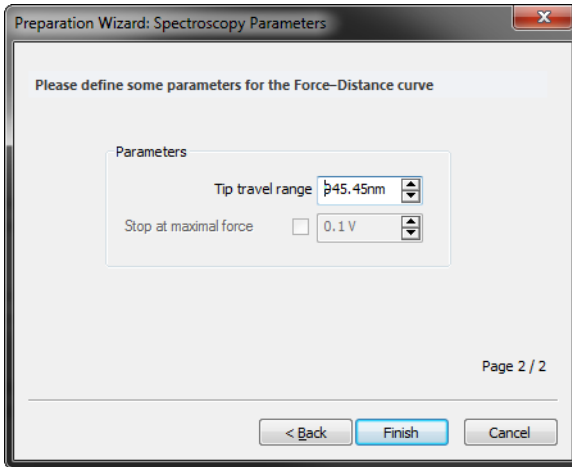 Preparation Wizard: Spectroscopy Parameters
Please define some parameters for the Force–Distance curve
Parameters
Tip travel range
Stop at maximal force 0.1 V
Page 2 / 2
< Back Finish Cancel